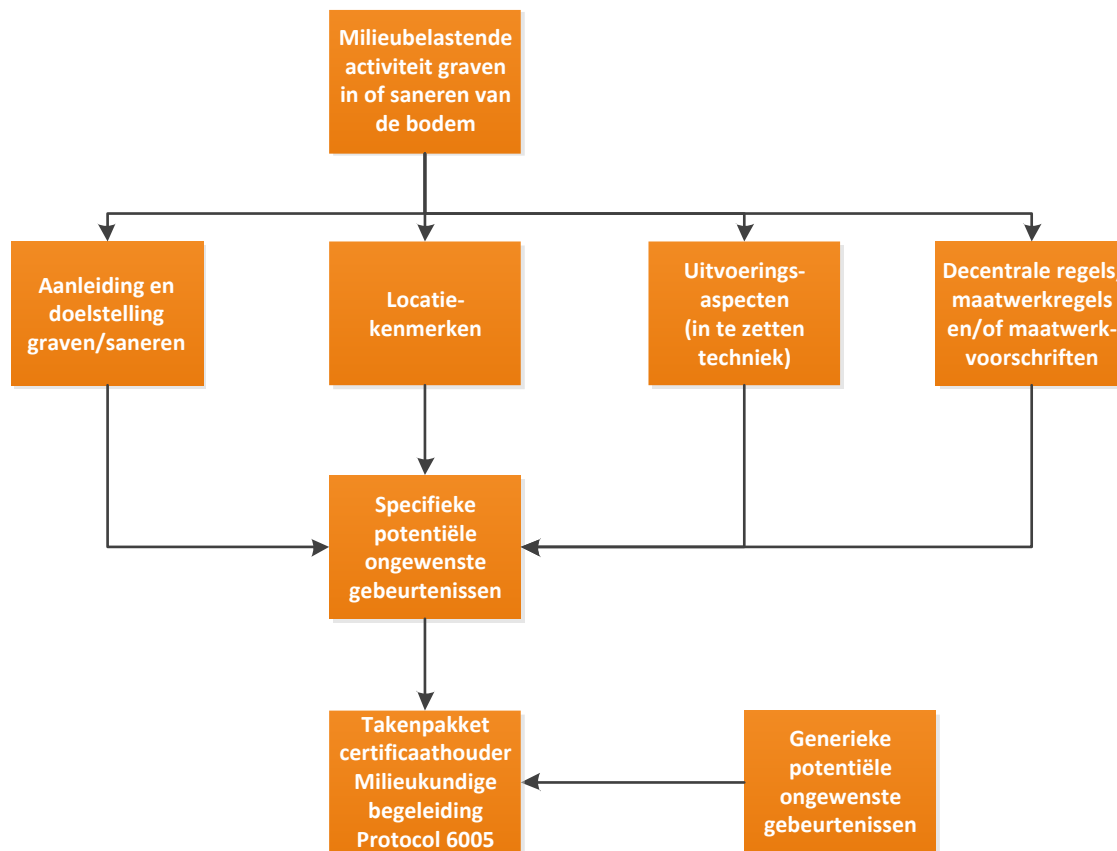 Milieubelastende
activiteit graven
in of saneren van
de bodem
Aanleiding en
doelstelling
graven/saneren
Locatie-
kenmerken
Uitvoerings-
aspecten
(in te zetten
techniek)
Decentrale regels,
maatwerkregels
en/of maatwerk-
voorschriften
Specifieke
potentiële
ongewenste
gebeurtenissen
Takenpakket
certificaathouder
Milieukundige
begeleiding
Protocol 6005
Generieke
potentiële
ongewenste
gebeurtenissen